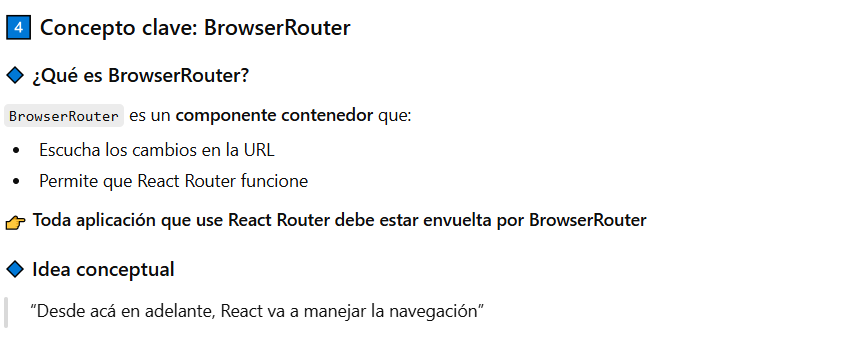 4 Concepto clave: BrowserRouter
¿Qué es BrowserRouter?
BrowserRouter es un componente contenedor que:
• Escucha los cambios en la URL
• Permite que React Router funcione
👉 Toda aplicación que use React Router debe estar envuelta por BrowserRouter
Idea conceptual
“Desde acá en adelante, React va a manejar la navegación”